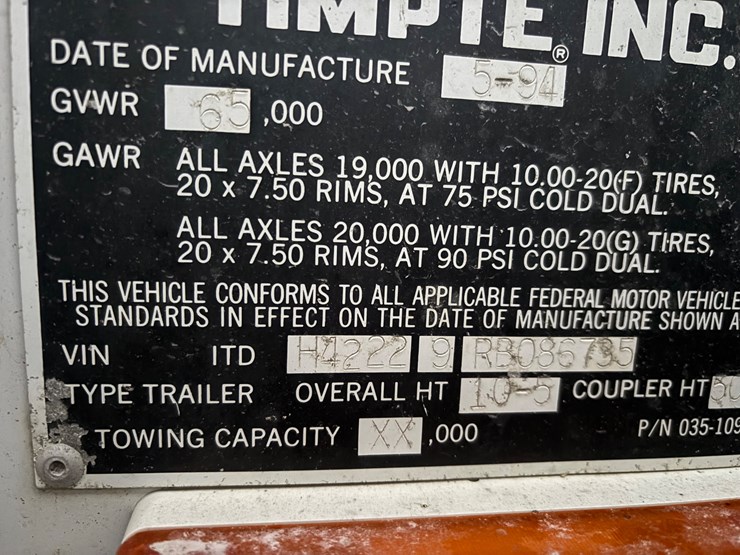 TIMPTE® INC.
DATE OF MANUFACTURE 5-94
GVWR 65,000
GAWR ALL AXLES 19,000 WITH 10.00-20(F) TIRES,
20 x 7.50 RIMS, AT 75 PSI COLD DUAL.
ALL AXLES 20,000 WITH 10.00-20(G) TIRES,
20 x 7.50 RIMS, AT 90 PSI COLD DUAL.
THIS VEHICLE CONFORMS TO ALL APPLICABLE FEDERAL MOTOR VEHICLE
STANDARDS IN EFFECT ON THE DATE OF MANUFACTURE SHOWN A
VIN 1TD H4222 9 RB086735
TYPE TRAILER OVERALL HT 10-5 COUPLER HT
TOWING CAPACITY XX,000 P/N 035-109